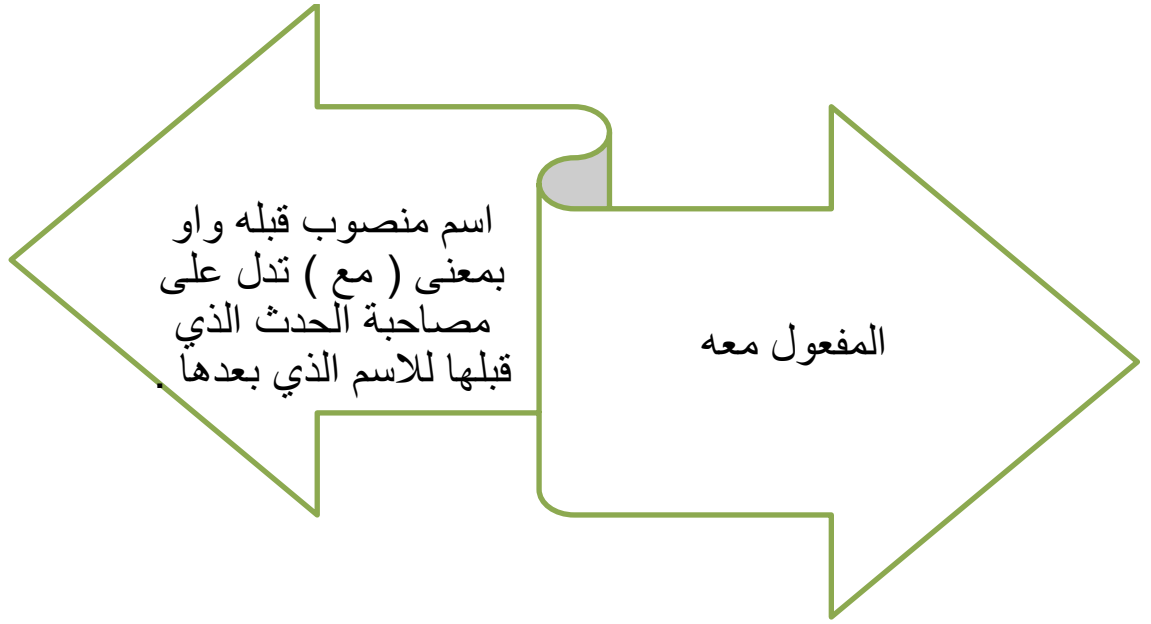 المفعول معه
اسم منصوب قبله واو
بمعنى ( مع ) تدل على
مصاحبة الحدث الذي
قبلها للاسم الذي بعدها .